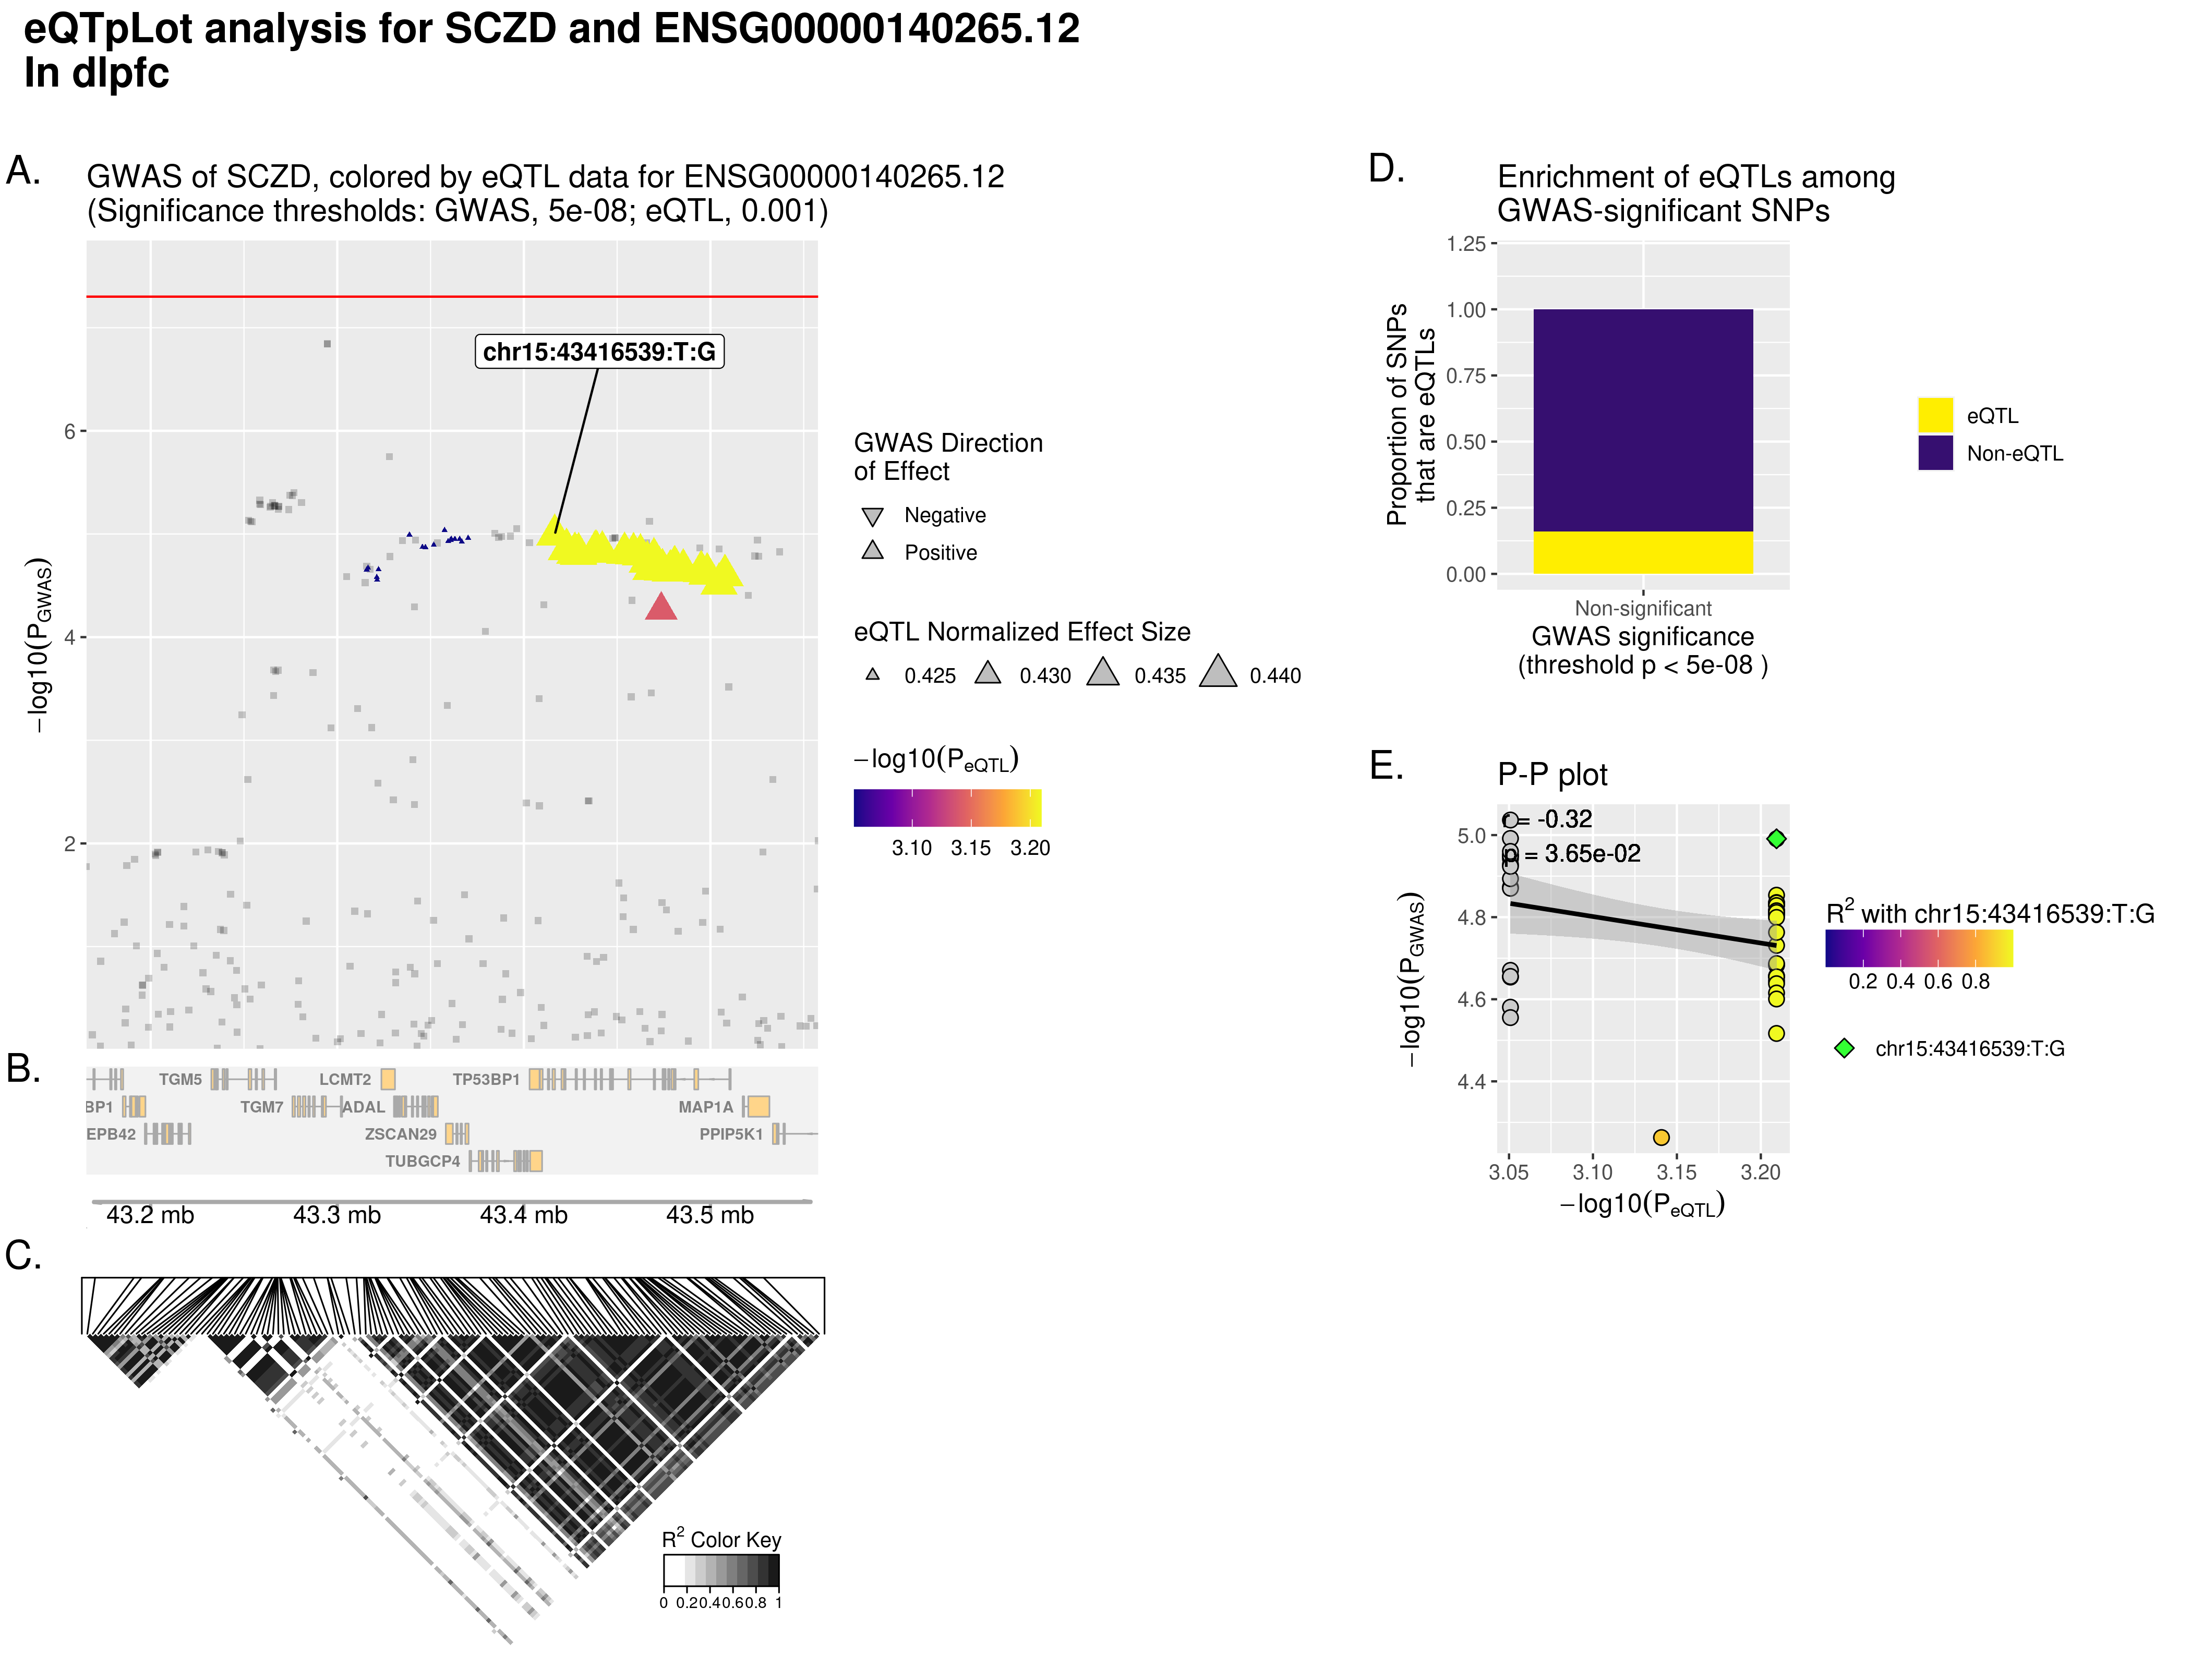 eQTpLot analysis for SCZD and ENSG00000140265.12
In dlpfc
A.
GWAS of SCZD, colored by eQTL data for ENSG00000140265.12
(Significance thresholds: GWAS, 5e-08; eQTL, 0.001)
chr15:43416539:T:G
6
4
2
−log10(PGWAS)
GWAS Direction
of Effect
Negative
Positive
eQTL Normalized Effect Size
0.425 0.430 0.435 0.440
−log10(PeQTL)
3.10 3.15 3.20
B.
TGM5 LCMT2 TP53BP1
BP1 TGM7 ADAL MAP1A
EPB42 ZSCAN29 PPIP5K1
TUBGCP4
43.2 mb 43.3 mb 43.4 mb 43.5 mb
C.
R2 Color Key
0 0.2 0.4 0.6 0.8 1
D.
Enrichment of eQTLs among
GWAS-significant SNPs
1.25
1.00
0.75
0.50
0.25
0.00
Proportion of SNPs
that are eQTLs
Non-significant
GWAS significance
(threshold p < 5e-08 )
eQTL
Non-eQTL
E.
P-P plot
r = -0.32
p = 3.65e-02
5.0
4.8
4.6
4.4
−log10(PGWAS)
3.05 3.10 3.15 3.20
−log10(PeQTL)
R2 with chr15:43416539:T:G
0.2 0.4 0.6 0.8
chr15:43416539:T:G